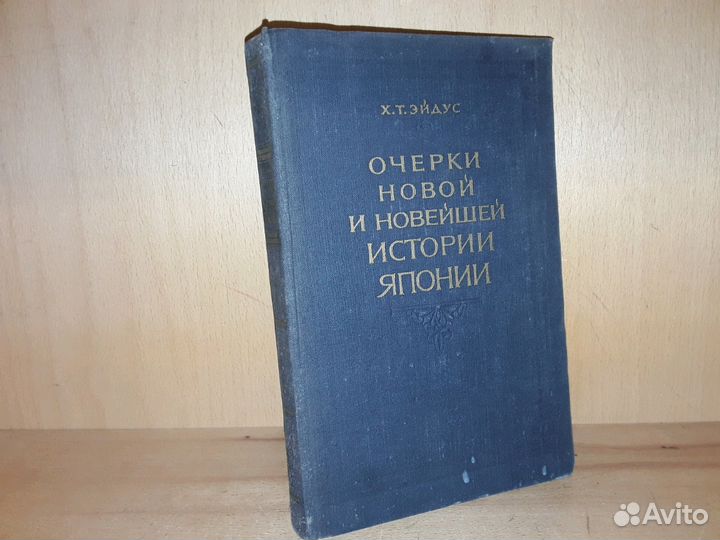 Х.Т. ЭЙДУС
ОЧЕРКИ
НОВОЙ
И НОВЕЙШЕЙ
ИСТОРИИ
ЯПОНИИ
Avito